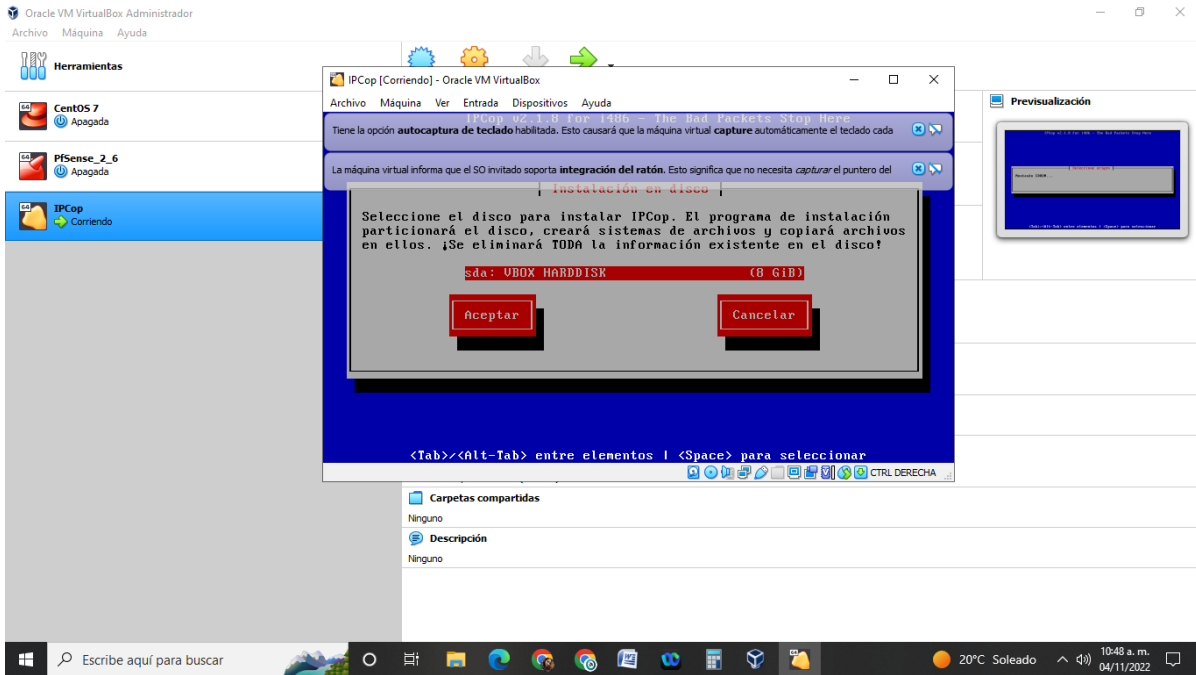 Oracle VM VirtualBox Administrador
Archivo Máquina Ayuda
Herramientas
64
CentOS 7
Apagada
64
PfSense_2_6
Apagada
64
IPCop
Corriendo
IPCop [Corriendo] - Oracle VM VirtualBox
Archivo Máquina Ver Entrada Dispositivos Ayuda
IPCop v2.1.8 for i486 - The Bad Packets Stop Here
Tiene la opción autocaptura de teclado habilitada. Esto causará que la máquina virtual capture automáticamente el teclado cada
La máquina virtual informa que el SO invitado soporta integración del ratón. Esto significa que no necesita capturar el puntero del
Instalación en disco
Seleccione el disco para instalar IPCop. El programa de instalación
particionará el disco, creará sistemas de archivos y copiará archivos
en ellos. ¡Se eliminará TODA la información existente en el disco!
sda: VBOX HARDDISK (8 GiB)
Aceptar Cancelar
<Tab>/<Alt-Tab> entre elementos | <Space> para seleccionar
CTRL DERECHA
Previsualización
Carpetas compartidas
Ninguno
Descripción
Ninguno
Escribe aquí para buscar
20°C Soleado
10:48 a. m.
04/11/2022